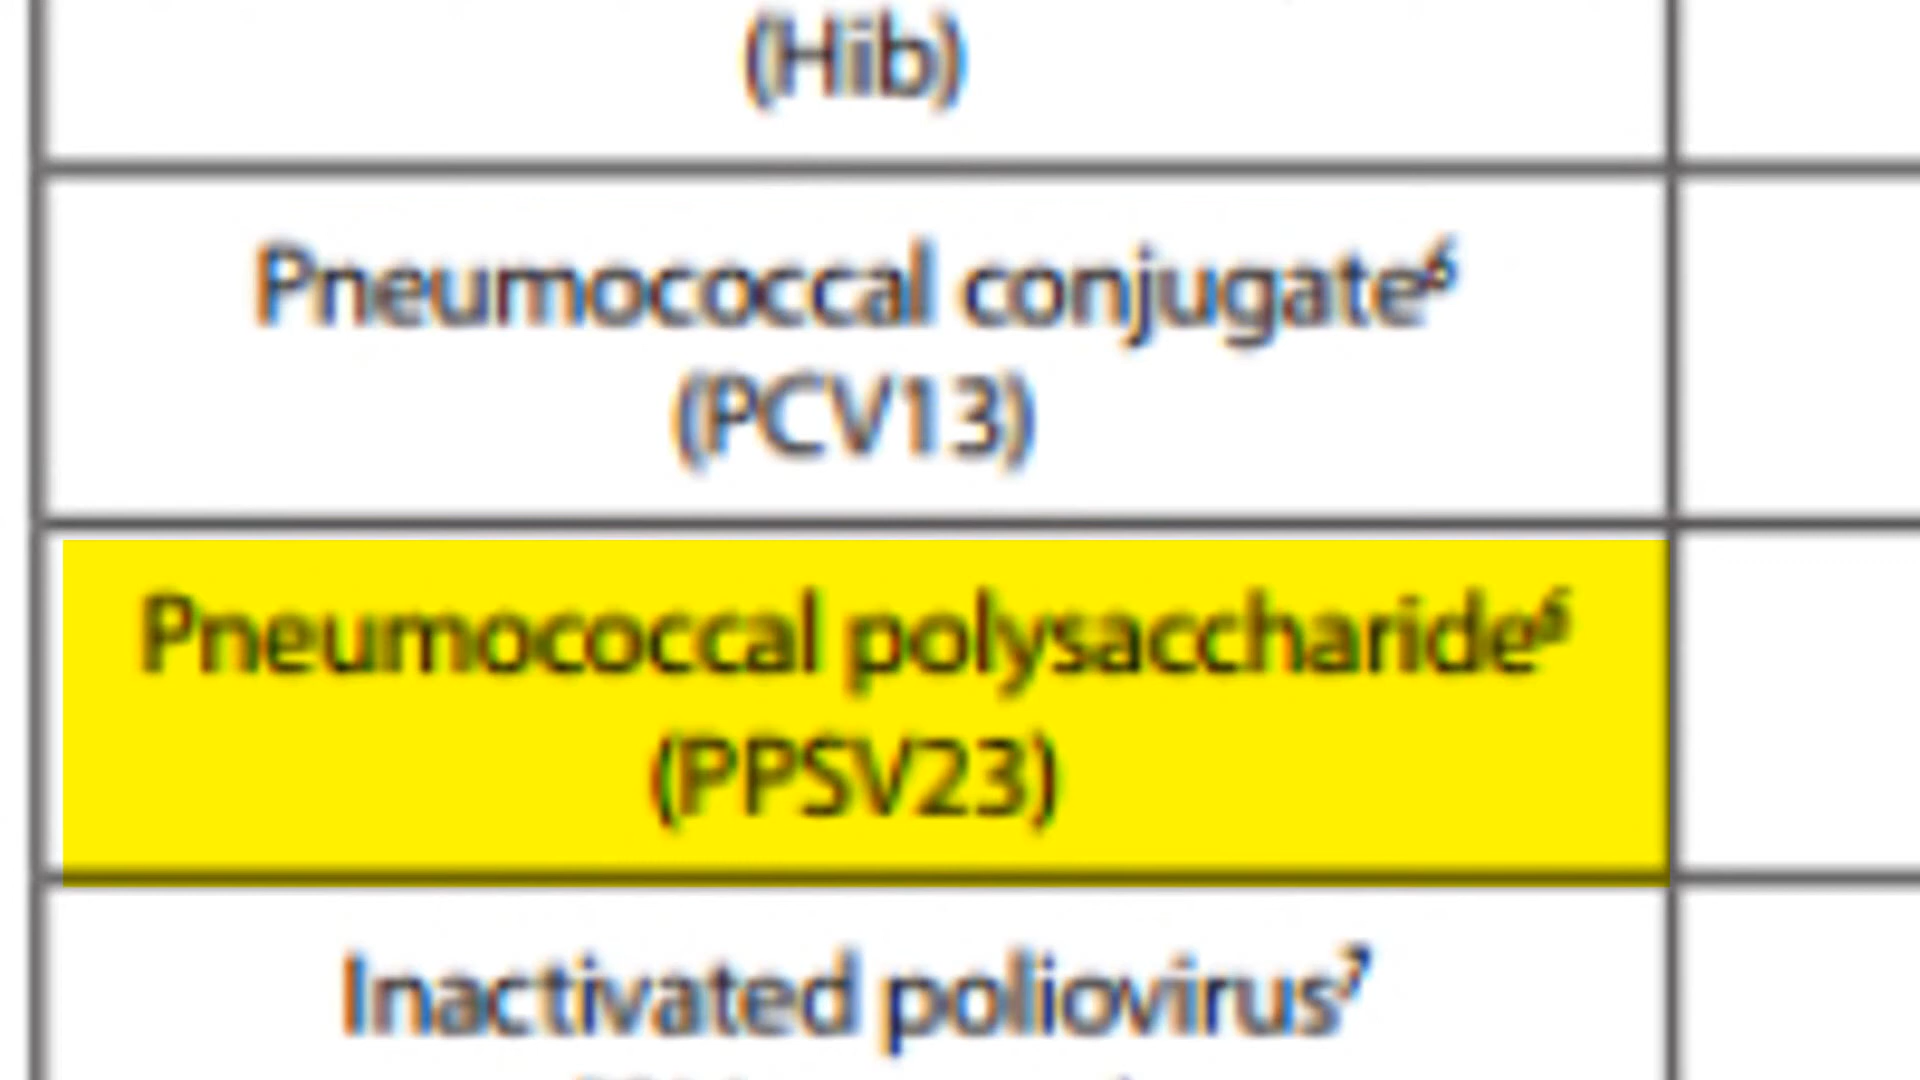 (Hib)
Pneumococcal conjugate⁶
(PCV13)
Pneumococcal polysaccharide⁶
(PPSV23)
Inactivated poliovirus⁷